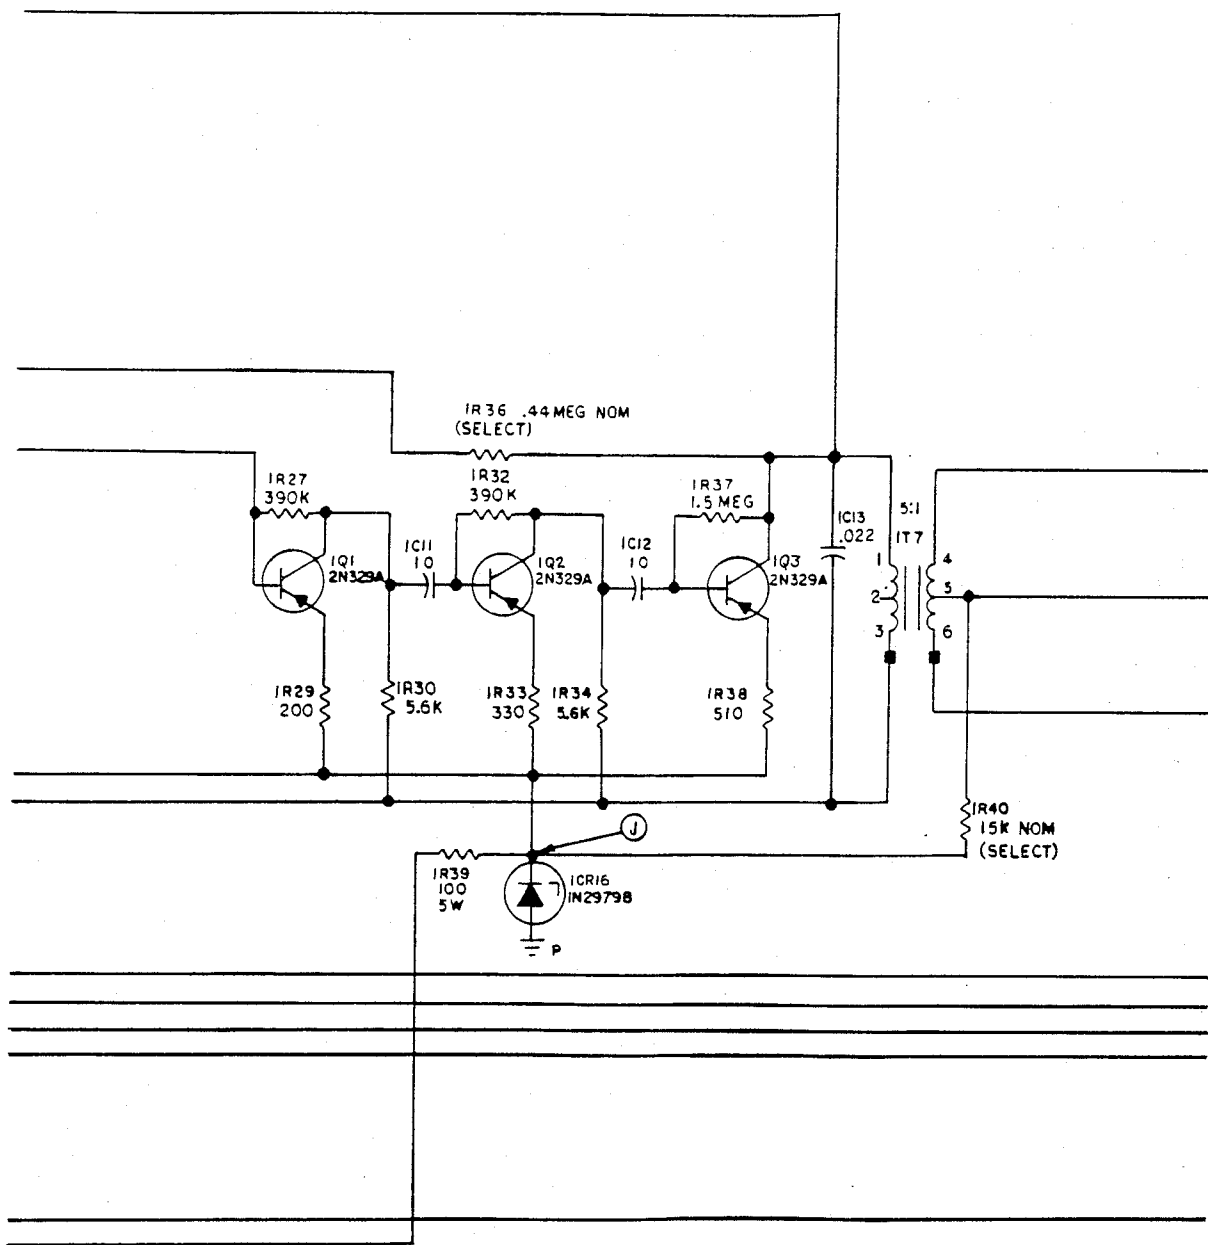 1R36 .44 MEG NOM
(SELECT)
1R27
390K
1R32
390K
1R37
1.5 MEG
1C13
.022
5:1
1T7
1C11
10
1Q1
2N329A
1Q2
2N329A
1C12
10
1Q3
2N329A
1
2
3
4
5
6
1R29
200
1R30
5.6K
1R33
330
1R34
5.6K
1R38
510
1R40
15K NOM
(SELECT)
J
1R39
100
5W
1CR16
1N2979B
P